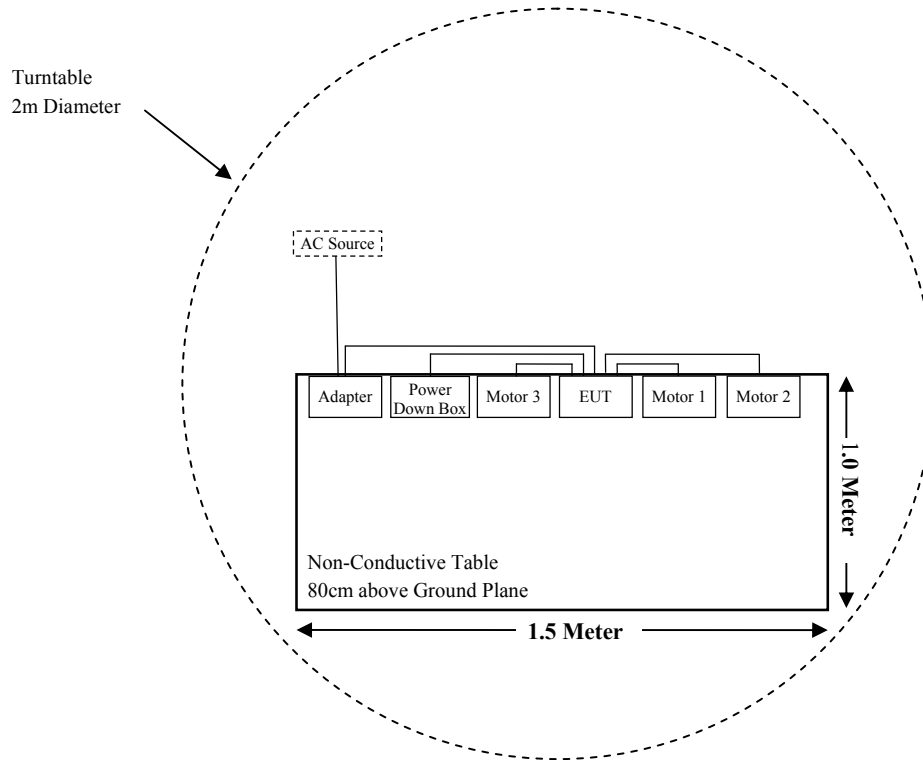 Turntable
2m Diameter
AC Source
Adapter
Power
Down Box
Motor 3
EUT
Motor 1
Motor 2
1.0 Meter
Non-Conductive Table
80cm above Ground Plane
1.5 Meter